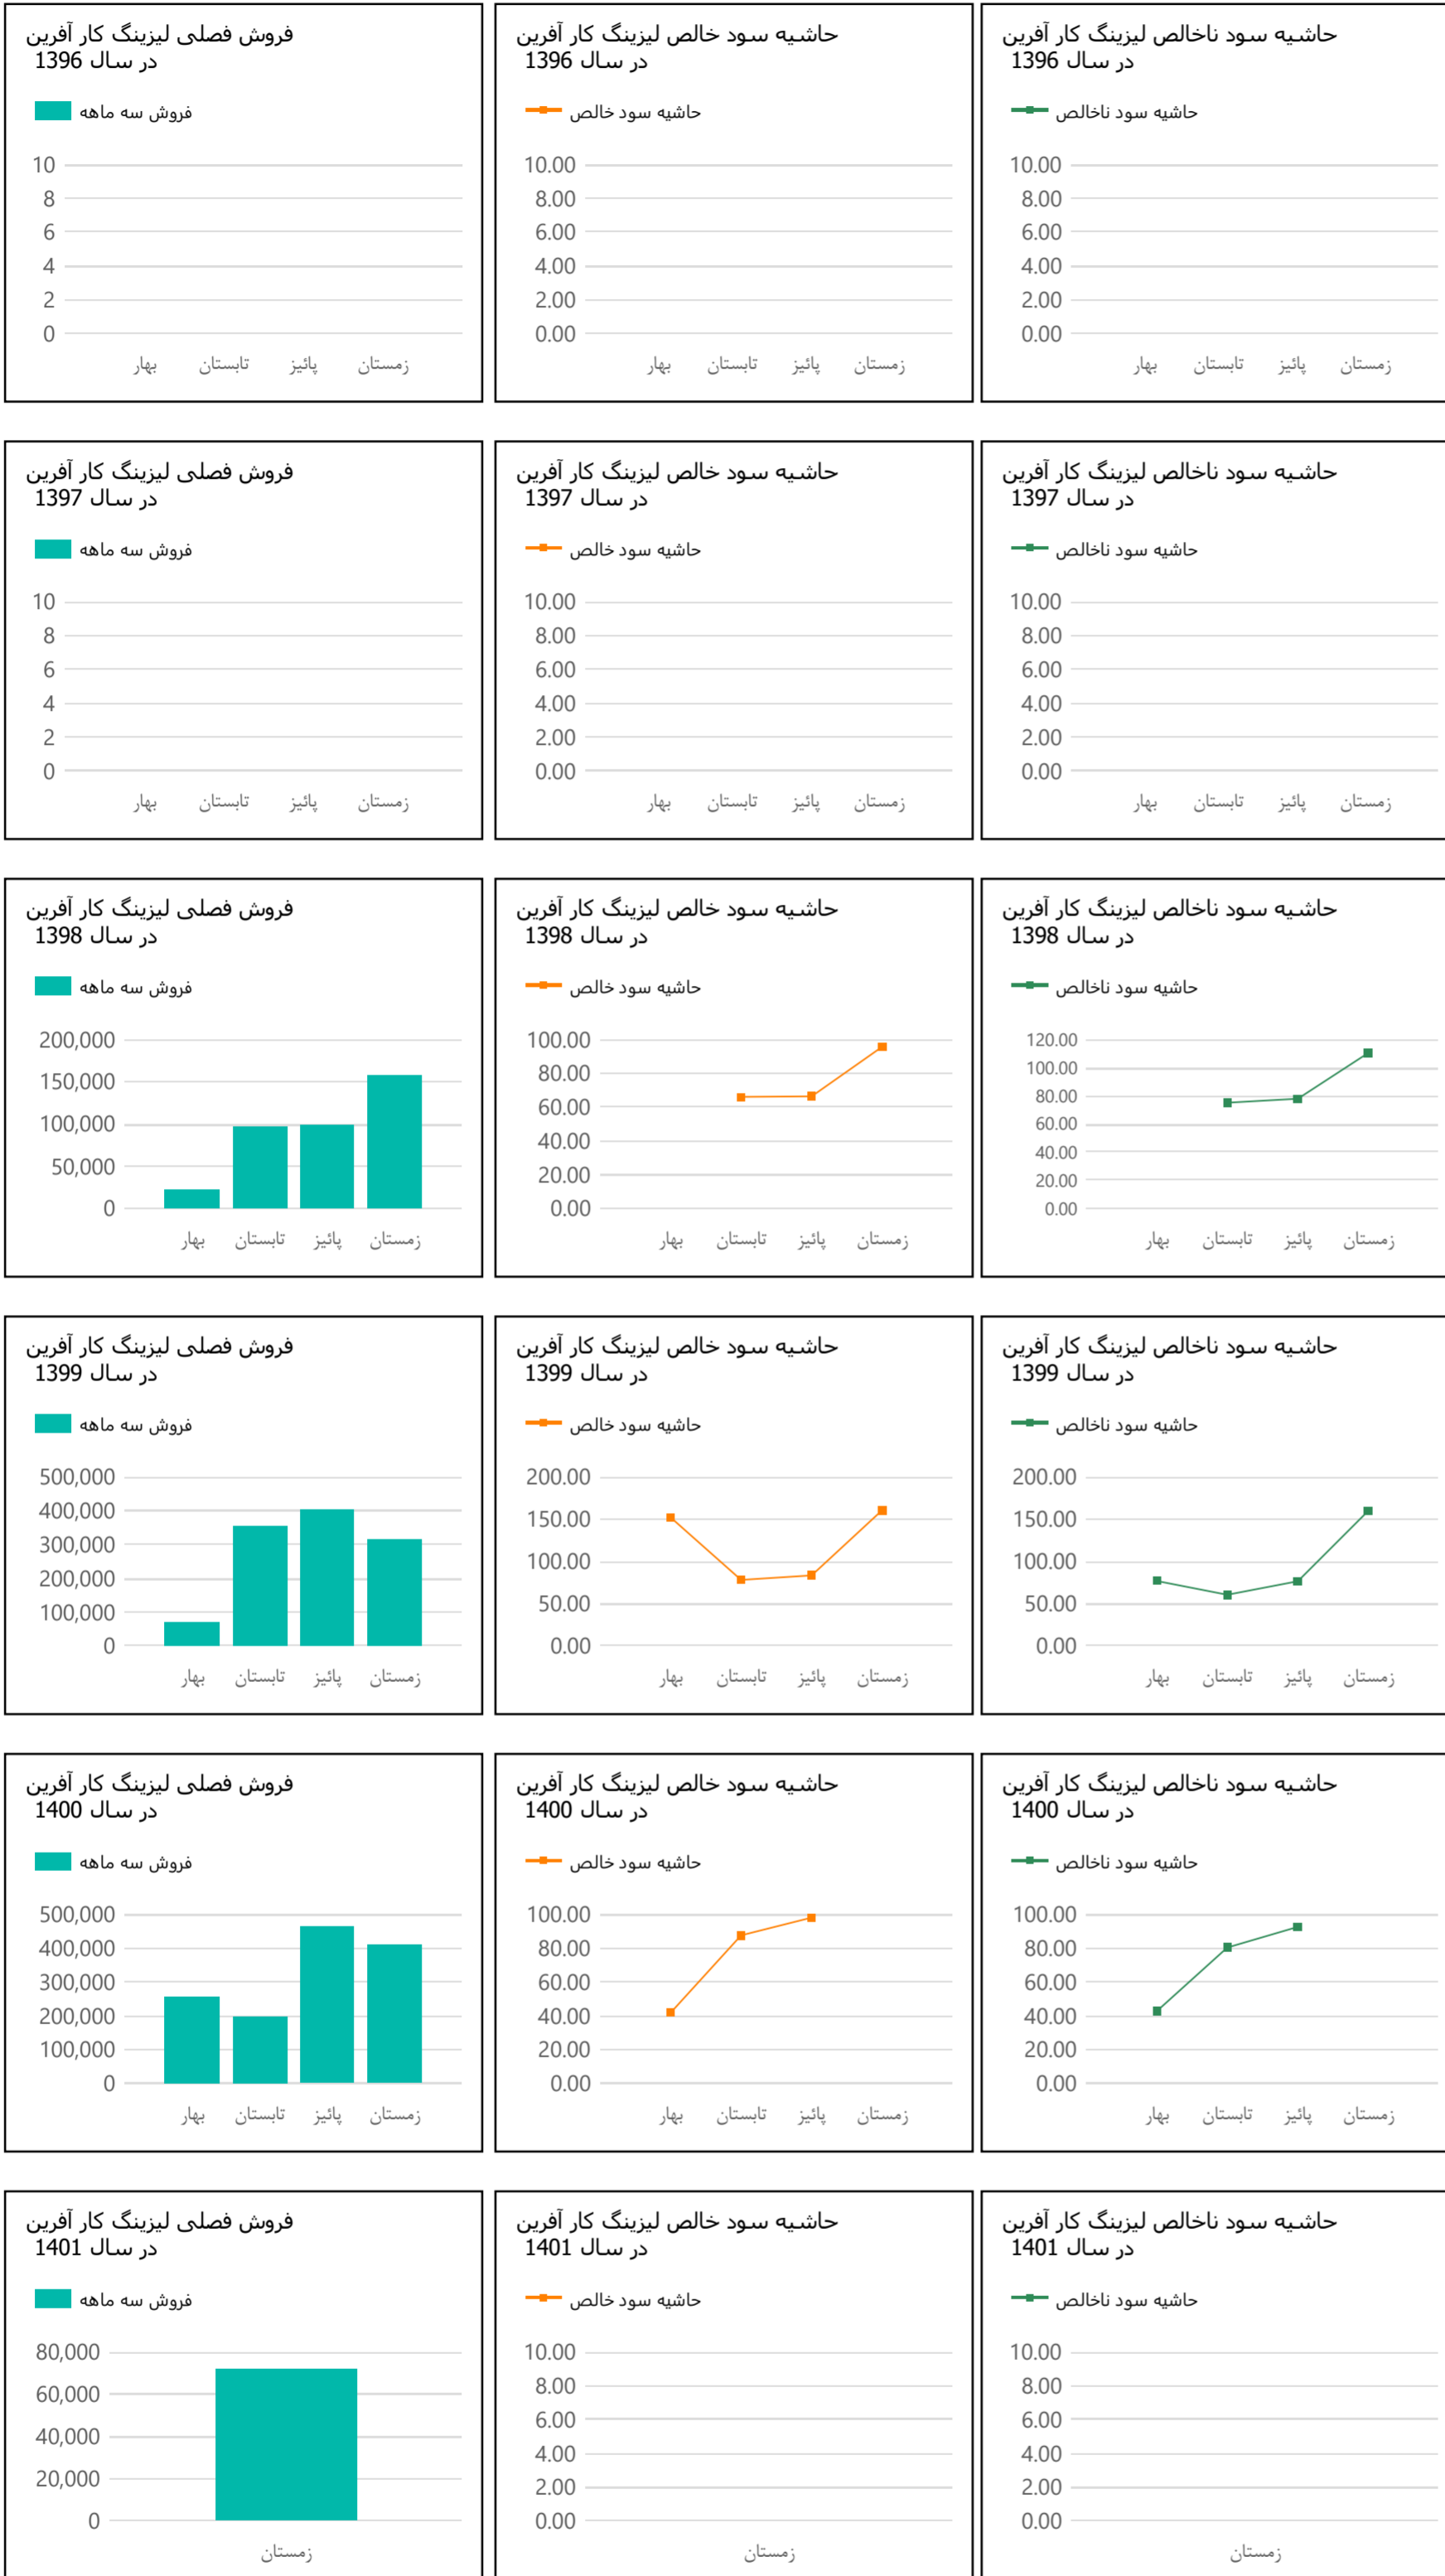 فروش فصلی لیزینگ کار آفرین
در سال 1396
فروش سه ماهه
10
8
6
4
2
0
بهار تابستان پائیز زمستان
حاشیه سود خالص لیزینگ کار آفرین
در سال 1396
حاشیه سود خالص
10.00
8.00
6.00
4.00
2.00
0.00
بهار تابستان پائیز زمستان
حاشیه سود ناخالص لیزینگ کار آفرین
در سال 1396
حاشیه سود ناخالص
10.00
8.00
6.00
4.00
2.00
0.00
بهار تابستان پائیز زمستان
فروش فصلی لیزینگ کار آفرین
در سال 1397
فروش سه ماهه
10
8
6
4
2
0
بهار تابستان پائیز زمستان
حاشیه سود خالص لیزینگ کار آفرین
در سال 1397
حاشیه سود خالص
10.00
8.00
6.00
4.00
2.00
0.00
بهار تابستان پائیز زمستان
حاشیه سود ناخالص لیزینگ کار آفرین
در سال 1397
حاشیه سود ناخالص
10.00
8.00
6.00
4.00
2.00
0.00
بهار تابستان پائیز زمستان
فروش فصلی لیزینگ کار آفرین
در سال 1398
فروش سه ماهه
200,000
150,000
100,000
50,000
0
بهار تابستان پائیز زمستان
حاشیه سود خالص لیزینگ کار آفرین
در سال 1398
حاشیه سود خالص
100.00
80.00
60.00
40.00
20.00
0.00
بهار تابستان پائیز زمستان
حاشیه سود ناخالص لیزینگ کار آفرین
در سال 1398
حاشیه سود ناخالص
120.00
100.00
80.00
60.00
40.00
20.00
0.00
بهار تابستان پائیز زمستان
فروش فصلی لیزینگ کار آفرین
در سال 1399
فروش سه ماهه
500,000
400,000
300,000
200,000
100,000
0
بهار تابستان پائیز زمستان
حاشیه سود خالص لیزینگ کار آفرین
در سال 1399
حاشیه سود خالص
200.00
150.00
100.00
50.00
0.00
بهار تابستان پائیز زمستان
حاشیه سود ناخالص لیزینگ کار آفرین
در سال 1399
حاشیه سود ناخالص
200.00
150.00
100.00
50.00
0.00
بهار تابستان پائیز زمستان
فروش فصلی لیزینگ کار آفرین
در سال 1400
فروش سه ماهه
500,000
400,000
300,000
200,000
100,000
0
بهار تابستان پائیز زمستان
حاشیه سود خالص لیزینگ کار آفرین
در سال 1400
حاشیه سود خالص
100.00
80.00
60.00
40.00
20.00
0.00
بهار تابستان پائیز زمستان
حاشیه سود ناخالص لیزینگ کار آفرین
در سال 1400
حاشیه سود ناخالص
100.00
80.00
60.00
40.00
20.00
0.00
بهار تابستان پائیز زمستان
فروش فصلی لیزینگ کار آفرین
در سال 1401
فروش سه ماهه
80,000
60,000
40,000
20,000
0
زمستان
حاشیه سود خالص لیزینگ کار آفرین
در سال 1401
حاشیه سود خالص
10.00
8.00
6.00
4.00
2.00
0.00
زمستان
حاشیه سود ناخالص لیزینگ کار آفرین
در سال 1401
حاشیه سود ناخالص
10.00
8.00
6.00
4.00
2.00
0.00
زمستان